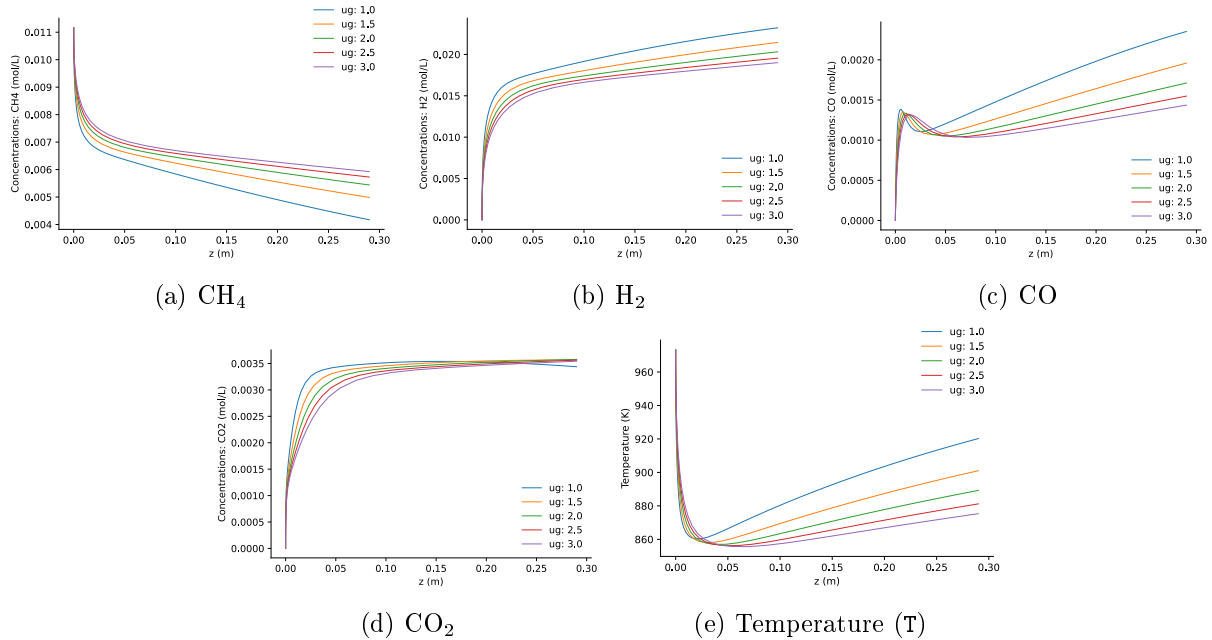 ug: 1.0
ug: 1.5
ug: 2.0
ug: 2.5
ug: 3.0
0.011
0.010
0.009
0.008
0.007
0.006
0.005
0.004
Concentrations: CH4 (mol/L)
0.00 0.05 0.10 0.15 0.20 0.25 0.30
z (m)
(a) CH₄
0.020
0.015
0.010
0.005
0.000
Concentrations: H2 (mol/L)
ug: 1.0
ug: 1.5
ug: 2.0
ug: 2.5
ug: 3.0
0.00 0.05 0.10 0.15 0.20 0.25 0.30
z (m)
(b) H₂
0.0020
0.0015
0.0010
0.0005
0.0000
Concentrations: CO (mol/L)
ug: 1.0
ug: 1.5
ug: 2.0
ug: 2.5
ug: 3.0
0.00 0.05 0.10 0.15 0.20 0.25 0.30
z (m)
(c) CO
0.0035
0.0030
0.0025
0.0020
0.0015
0.0010
0.0005
0.0000
Concentrations: CO2 (mol/L)
ug: 1.0
ug: 1.5
ug: 2.0
ug: 2.5
ug: 3.0
0.00 0.05 0.10 0.15 0.20 0.25 0.30
z (m)
(d) CO₂
ug: 1.0
ug: 1.5
ug: 2.0
ug: 2.5
ug: 3.0
960
940
920
900
880
860
Temperature (K)
0.00 0.05 0.10 0.15 0.20 0.25 0.30
z (m)
(e) Temperature (T)